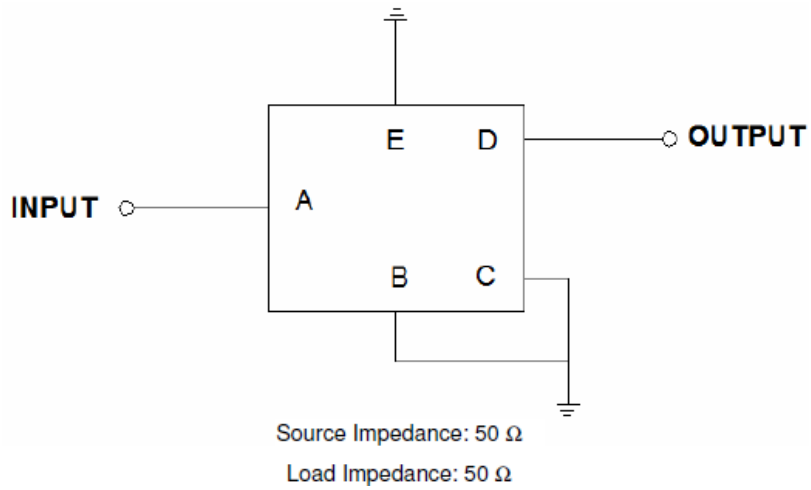 E D OUTPUT
INPUT A
B C
Source Impedance: 50 Ω
Load Impedance: 50 Ω